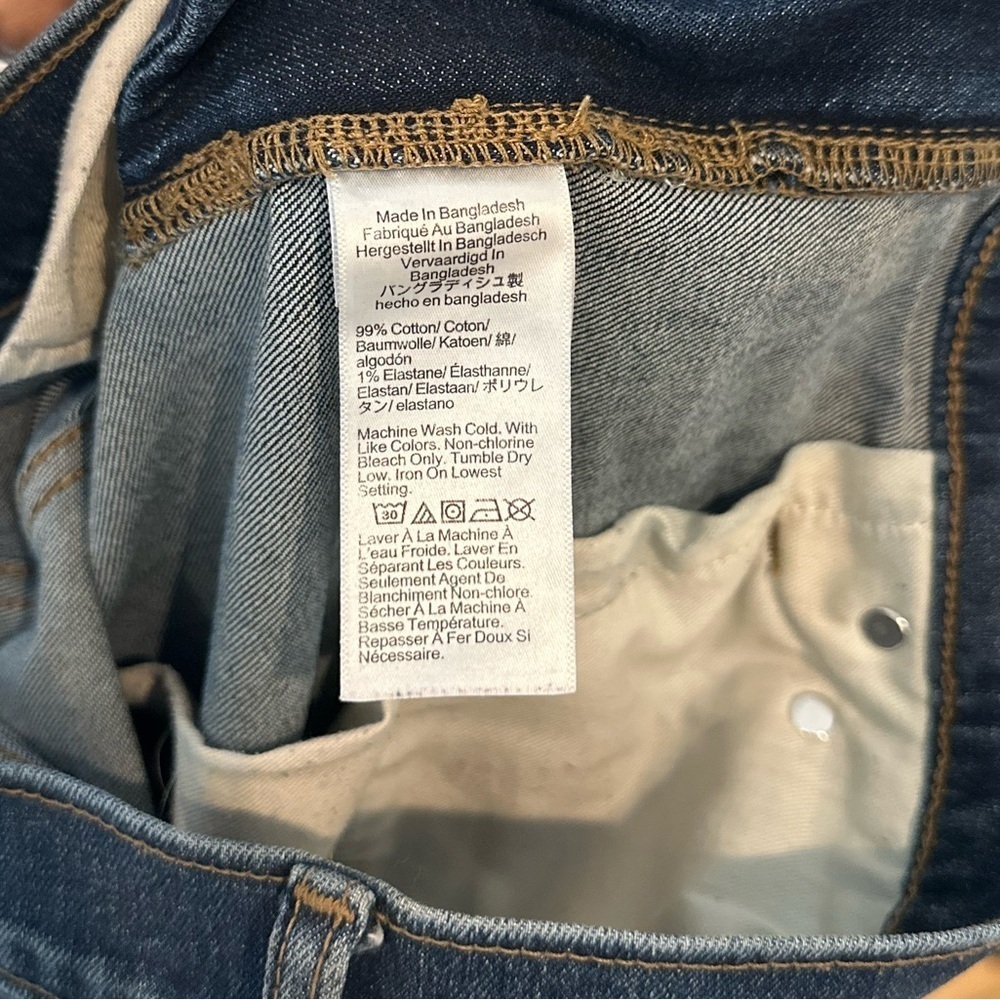 Made In Bangladesh
Fabriqué Au Bangladesh
Hergestellt In Bangladesch
Vervaardigd In
Bangladesh
バングラディシュ製
hecho en bangladesh
99% Cotton/ Coton/
Baumwolle/ Katoen/ 綿/
algodón
1% Elastane/ Élasthanne/
Elastan/ Elastaan/ ポリウレ
タン/ elastano
Machine Wash Cold. With
Like Colors. Non-chlorine
Bleach Only. Tumble Dry
Low. Iron On Lowest
Setting.
30
Laver À La Machine À
L'eau Froide. Laver En
Séparant Les Couleurs.
Seulement Agent De
Blanchiment Non-chlore.
Sécher À La Machine À
Basse Température.
Repasser À Fer Doux Si
Nécessaire.